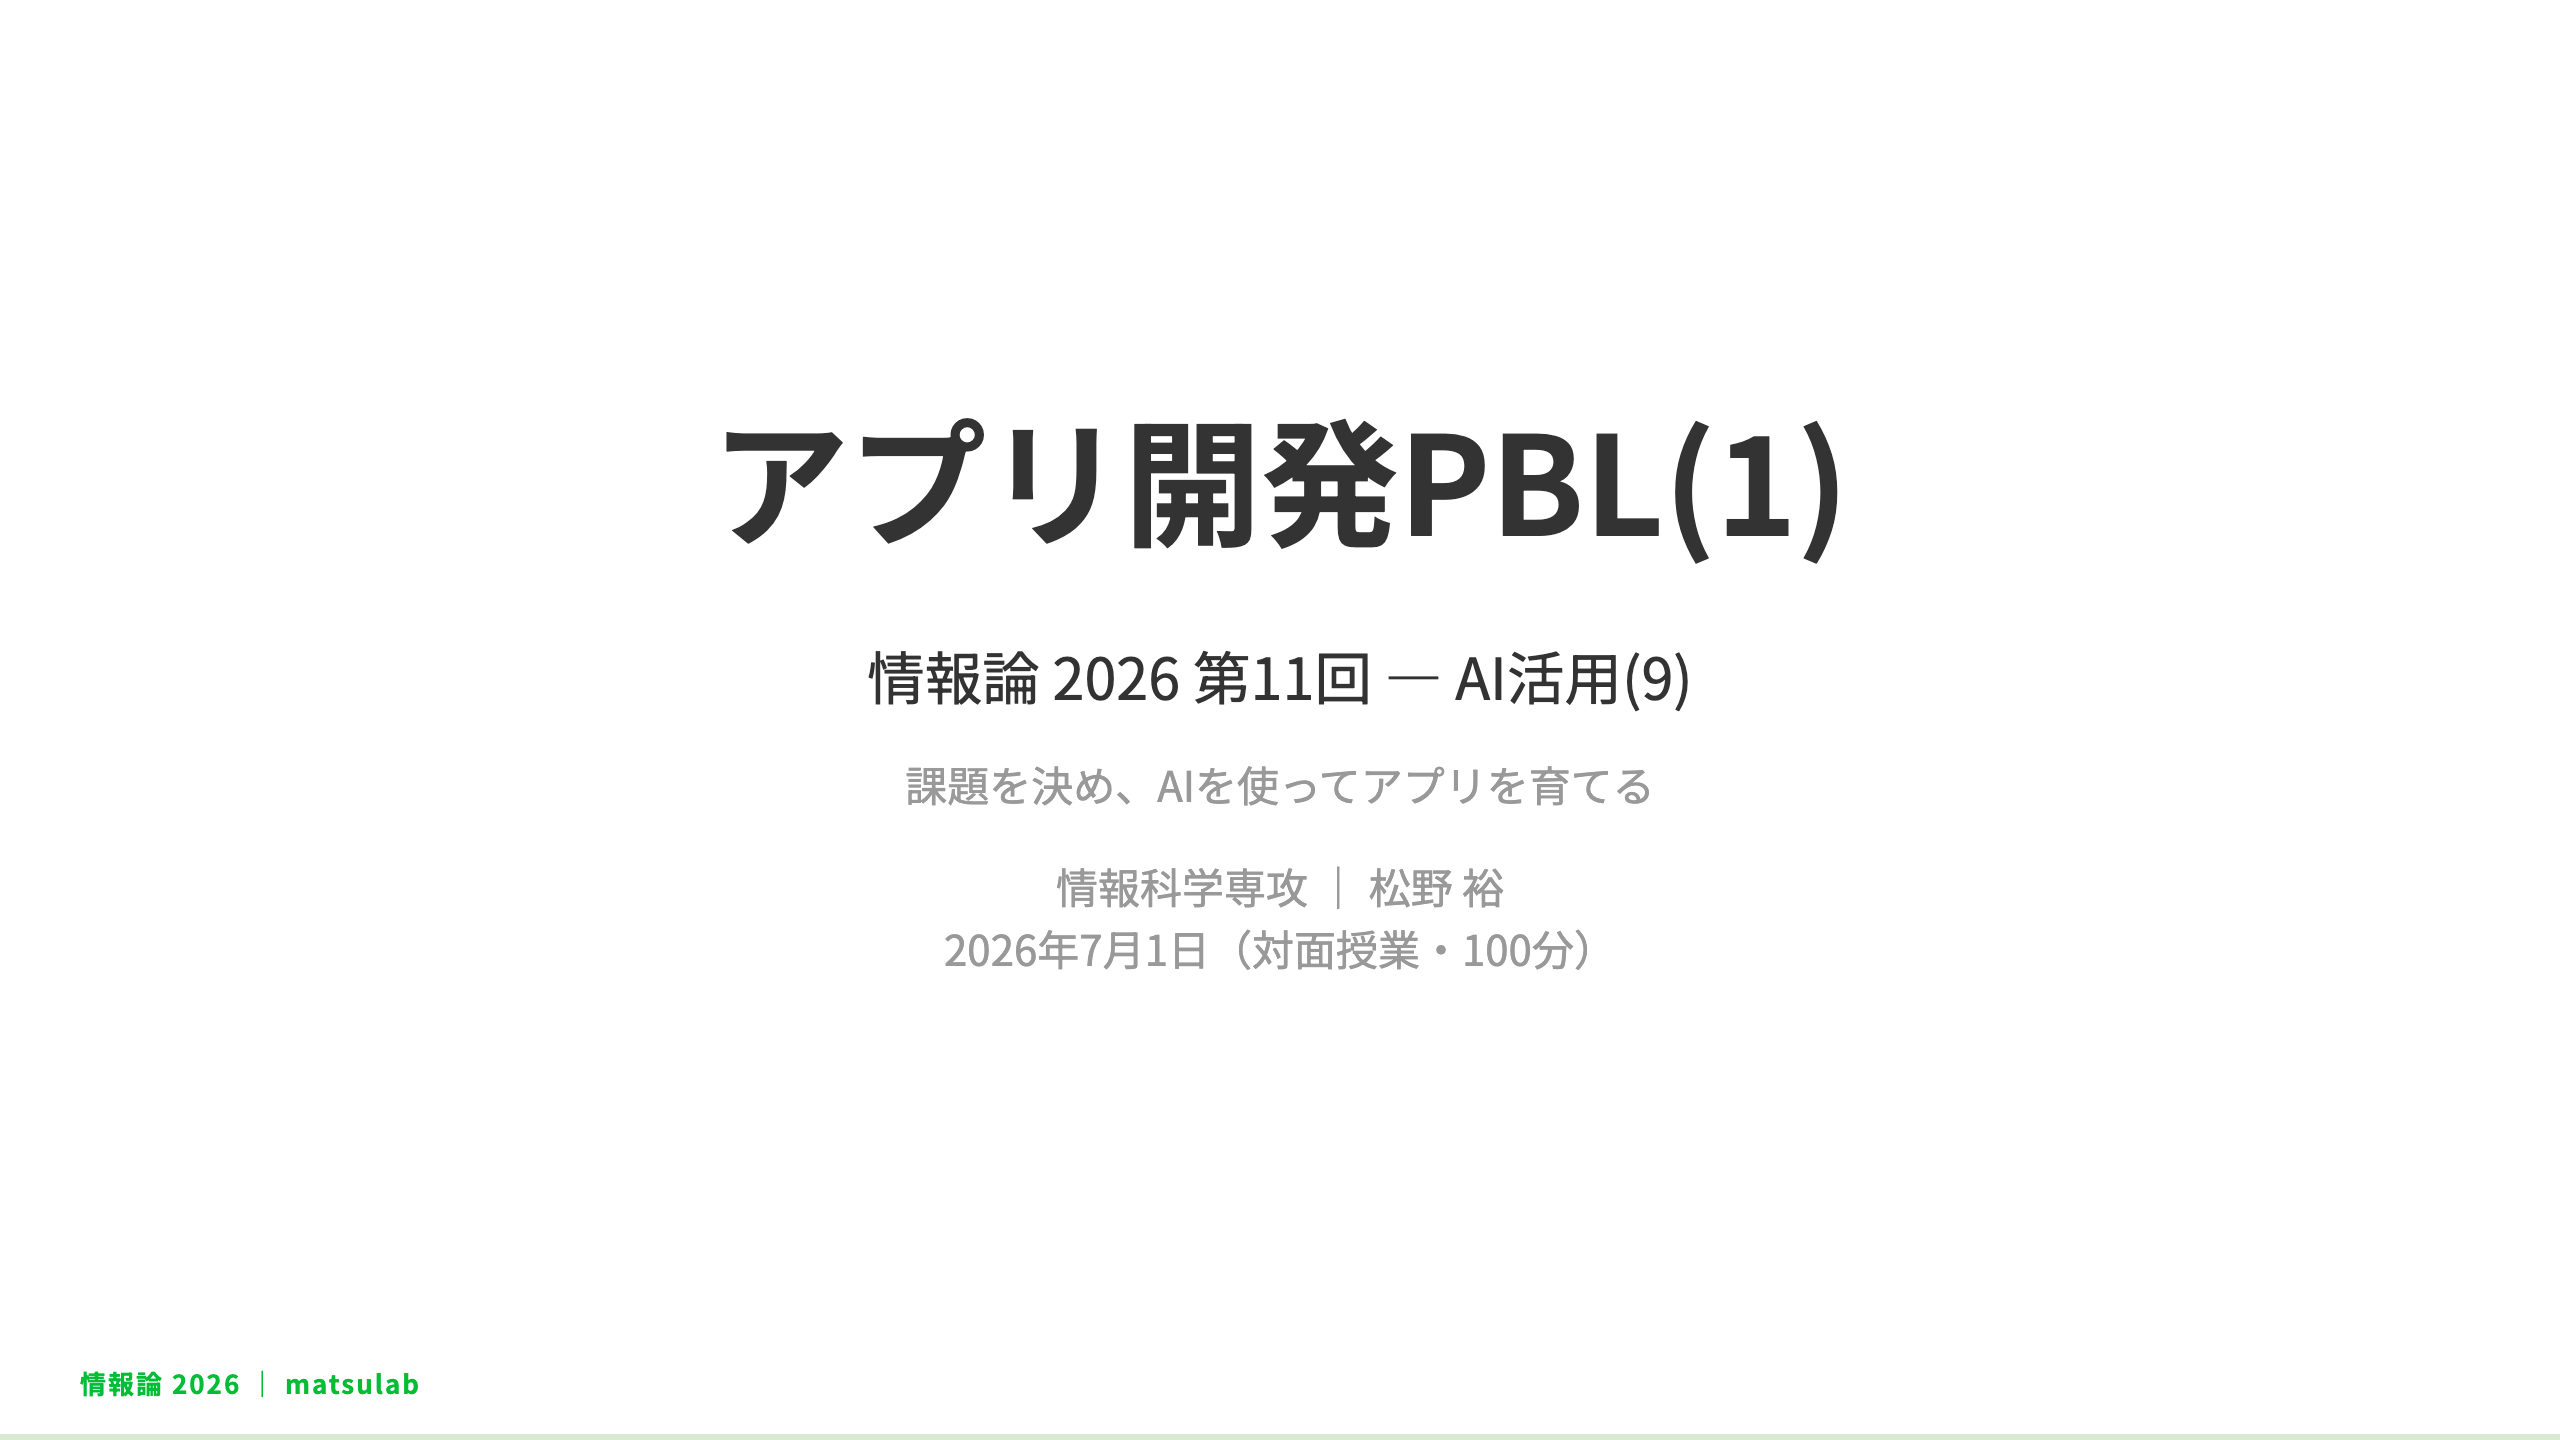 アプリ開発PBL(1)
情報論 2026 第11回 — AI活用(9)
課題を決め、AIを使ってアプリを育てる
情報科学専攻 ｜ 松野 裕
2026年7月1日（対面授業・100分）
情報論 2026 ｜ matsulab